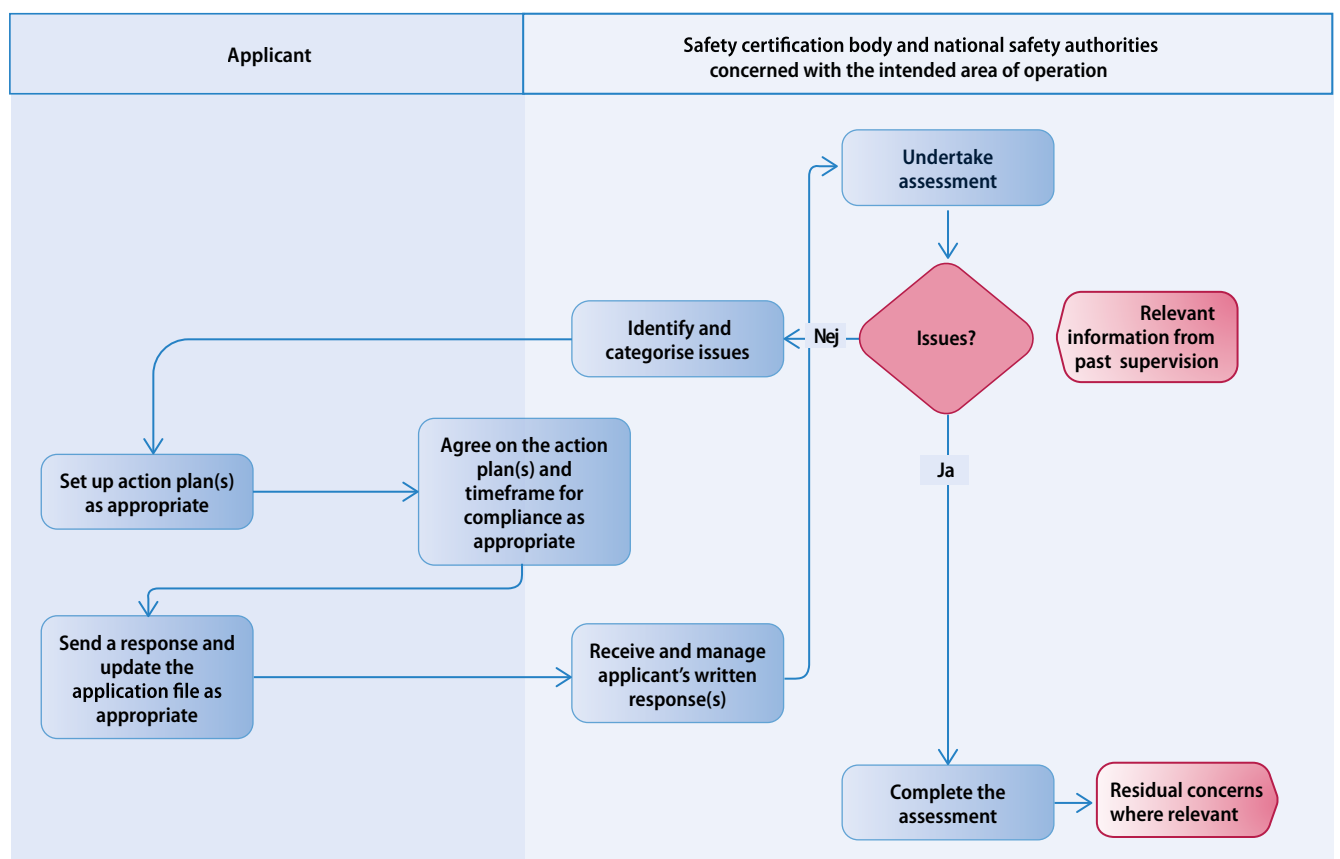 Applicant
Safety certification body and national safety authorities
concerned with the intended area of operation
Undertake
assessment
Issues?
Relevant
information from
past supervision
Nej
Identify and
categorise issues
Ja
Set up action plan(s)
as appropriate
Agree on the action
plan(s) and
timeframe for
compliance as
appropriate
Send a response and
update the
application file as
appropriate
Receive and manage
applicant’s written
response(s)
Complete the
assessment
Residual concerns
where relevant